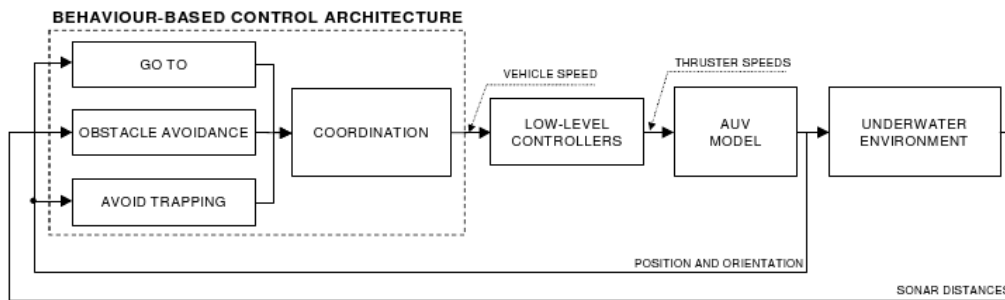 BEHAVIOUR-BASED CONTROL ARCHITECTURE
GO TO
OBSTACLE AVOIDANCE
AVOID TRAPPING
COORDINATION
VEHICLE SPEED
LOW-LEVEL
CONTROLLERS
THRUSTER SPEEDS
AUV
MODEL
UNDERWATER
ENVIRONMENT
POSITION AND ORIENTATION
SONAR DISTANCES